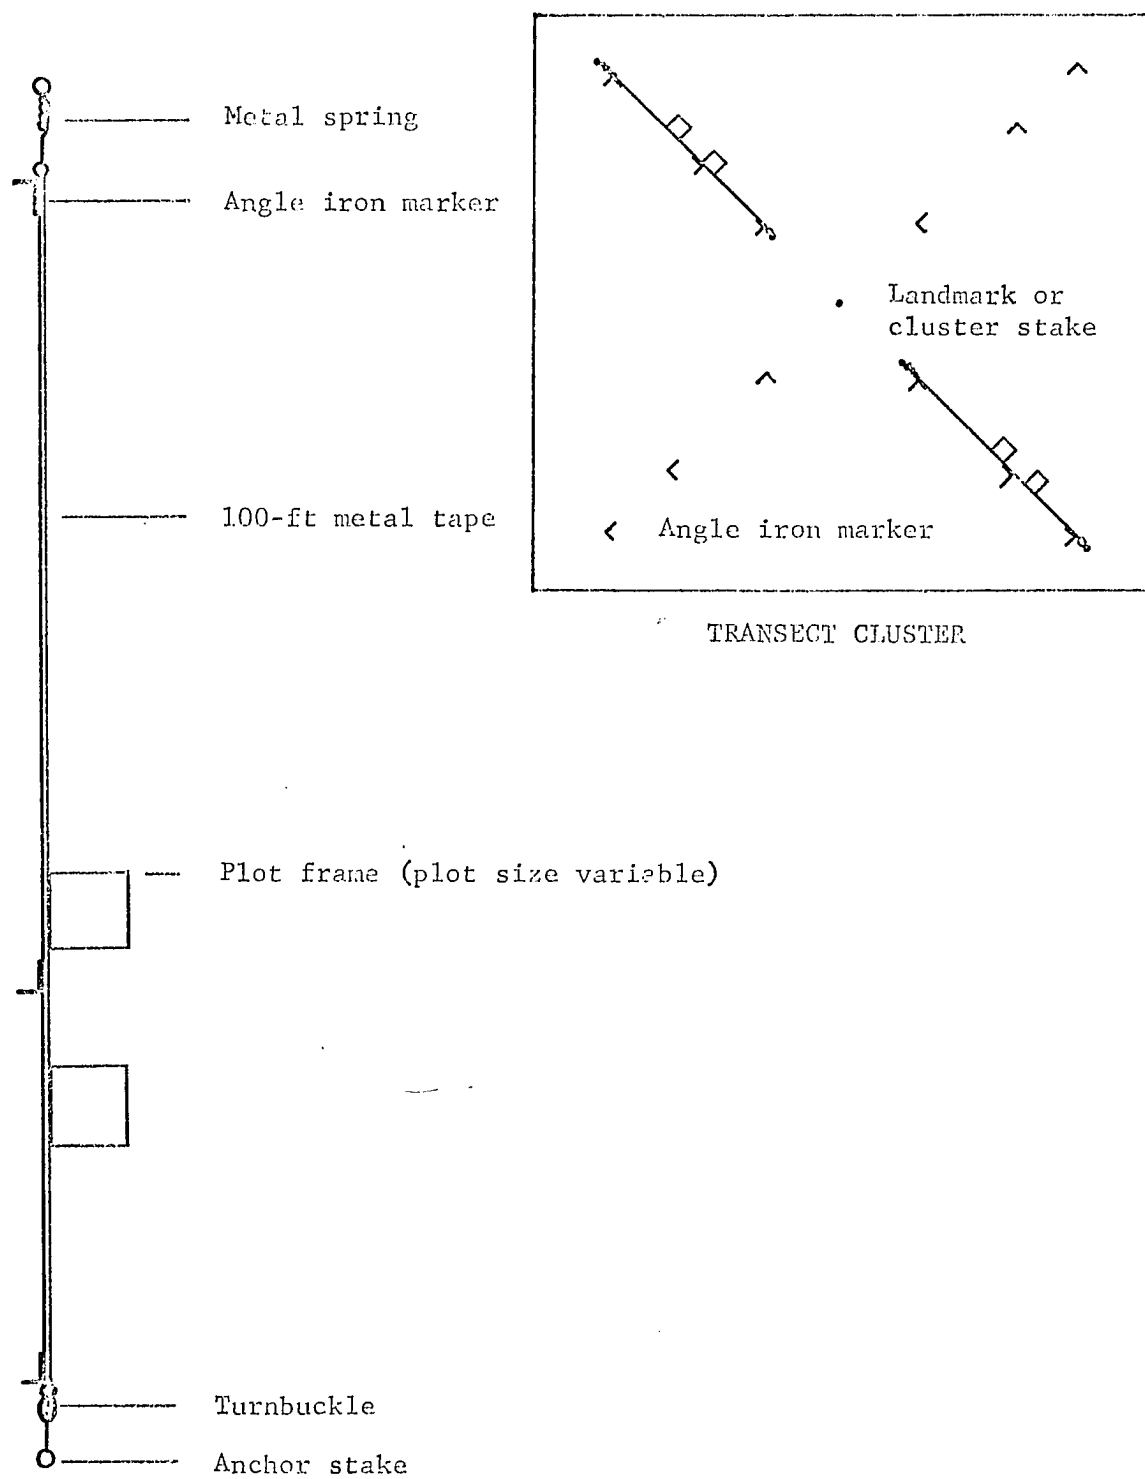 Metal spring
Angle iron marker
100-ft metal tape
Plot frame (plot size variable)
Turnbuckle
Anchor stake
Landmark or
cluster stake
Angle iron marker
TRANSECT CLUSTER